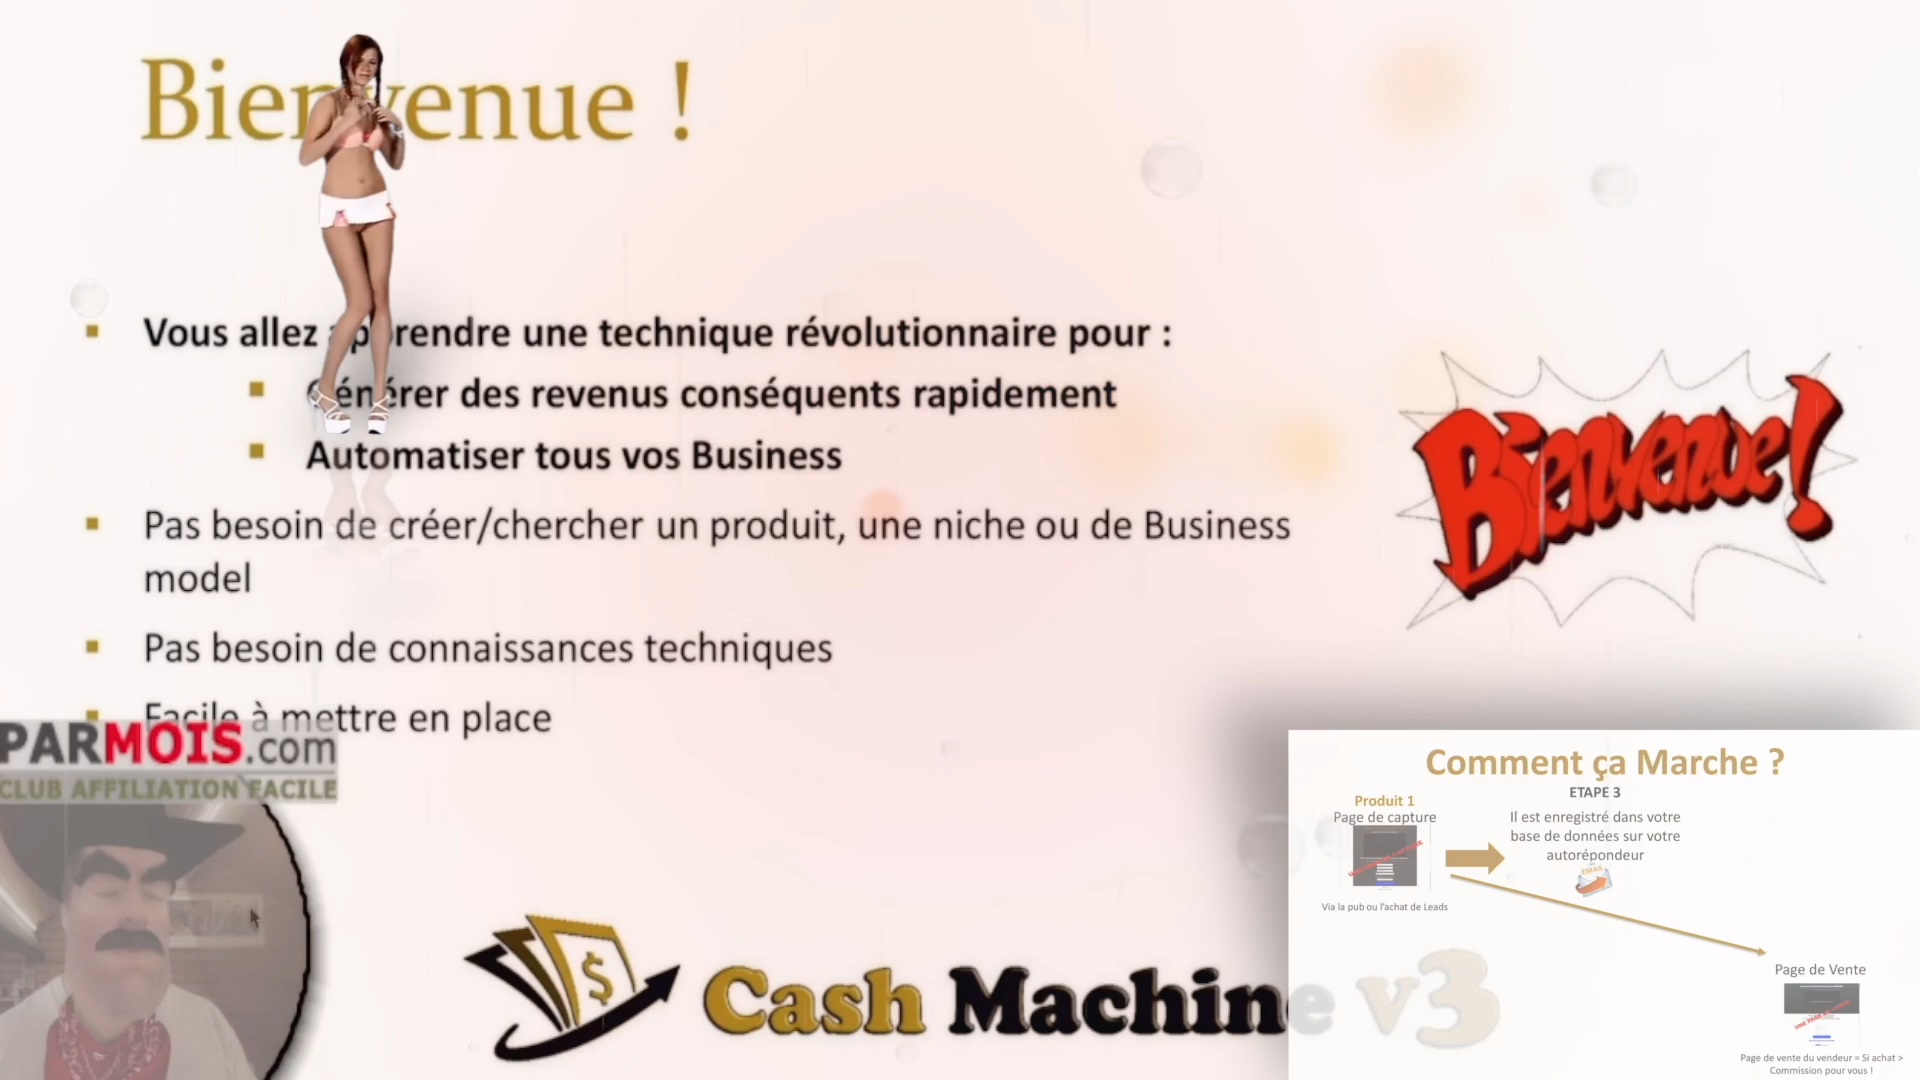 Bienvenue !
Vous allez apprendre une technique révolutionnaire pour :
Générer des revenus conséquents rapidement
Automatiser tous vos Business
Pas besoin de créer/chercher un produit, une niche ou de Business
model
Pas besoin de connaissances techniques
Facile à mettre en place
Bienvenue!
PARMOIS.com
CLUB AFFILIATION FACILE
Cash Machine v3
Comment ça Marche ?
ETAPE 3
Produit 1
Page de capture
Il est enregistré dans votre
base de données sur votre
autorépondeur
EMAIL
Via la pub ou l'achat de Leads
Page de Vente
Page de vente du vendeur = Si achat >
Commission pour vous !